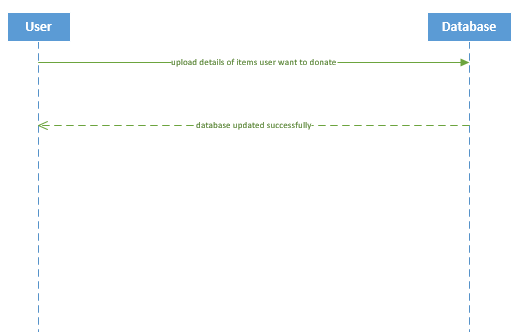 User
Database
upload details of items user want to donate
database updated successfully